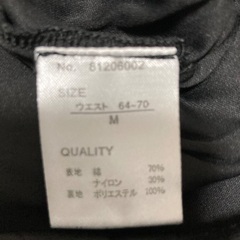 No. 81206002
SIZE
ウエスト 64-70
M
QUALITY
表地 綿 70%
ナイロン 30%
裏地 ポリエステル 100%